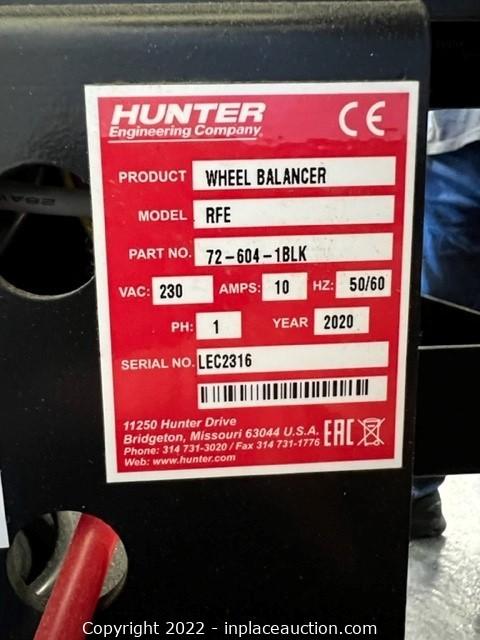 HUNTER
Engineering Company
CE
PRODUCT WHEEL BALANCER
MODEL RFE
PART NO. 72-604-1BLK
VAC: 230 AMPS: 10 HZ: 50/60
PH: 1 YEAR 2020
SERIAL NO. LEC2316
11250 Hunter Drive
Bridgeton, Missouri 63044 U.S.A.
Phone: 314 731-3020 / Fax 314 731-1776
Web: www.hunter.com
EAC
Copyright 2022 - inplaceauction.com